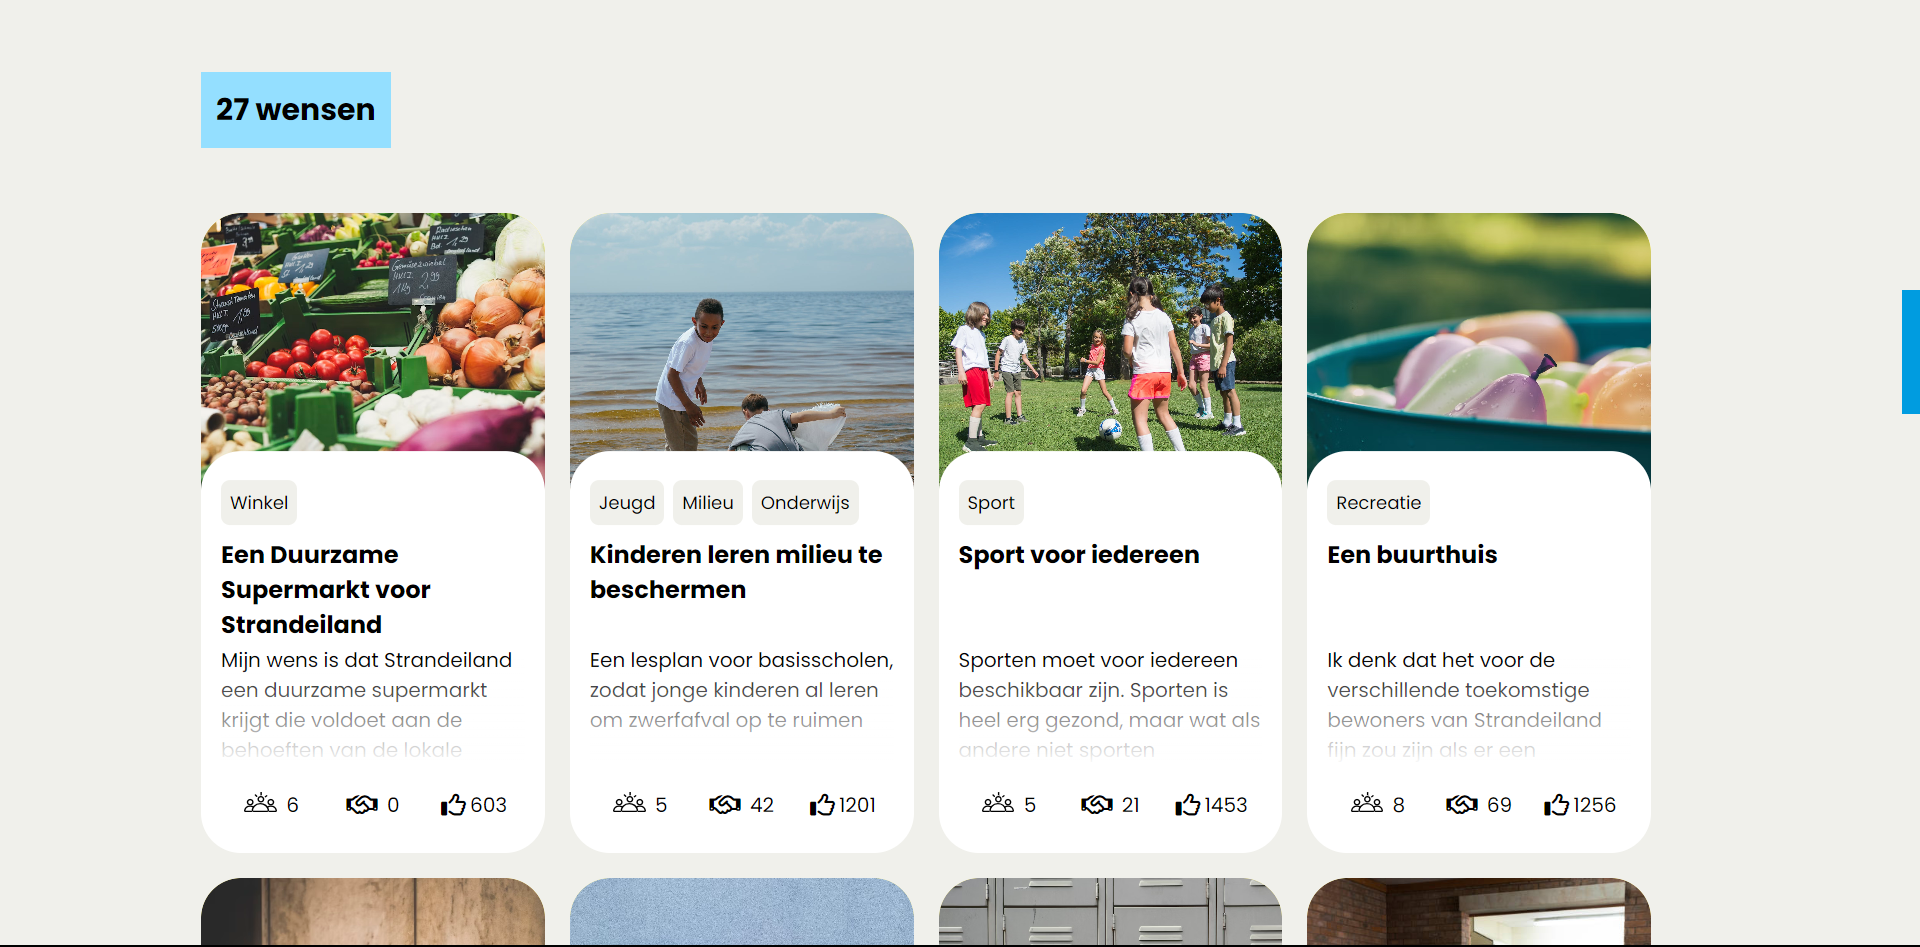 27 wensen
Winkel
Een Duurzame
Supermarkt voor
Strandeiland
Mijn wens is dat Strandeiland
een duurzame supermarkt
krijgt die voldoet aan de
behoeften van de lokale
6 0 603
Jeugd Milieu Onderwijs
Kinderen leren milieu te
beschermen
Een lesplan voor basisscholen,
zodat jonge kinderen al leren
om zwerfafval op te ruimen
5 42 1201
Sport
Sport voor iedereen
Sporten moet voor iedereen
beschikbaar zijn. Sporten is
heel erg gezond, maar wat als
andere niet sporten
5 21 1453
Recreatie
Een buurthuis
Ik denk dat het voor de
verschillende toekomstige
bewoners van Strandeiland
fijn zou zijn als er een
8 69 1256